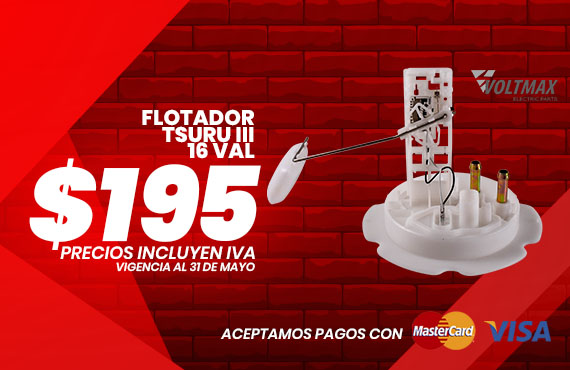 FLOTADOR
TSURU III
16 VAL
$195
PRECIOS INCLUYEN IVA
VIGENCIA AL 31 DE MAYO
VOLTMAX
ELECTRIC PARTS
ACEPTAMOS PAGOS CON
MasterCard
VISA